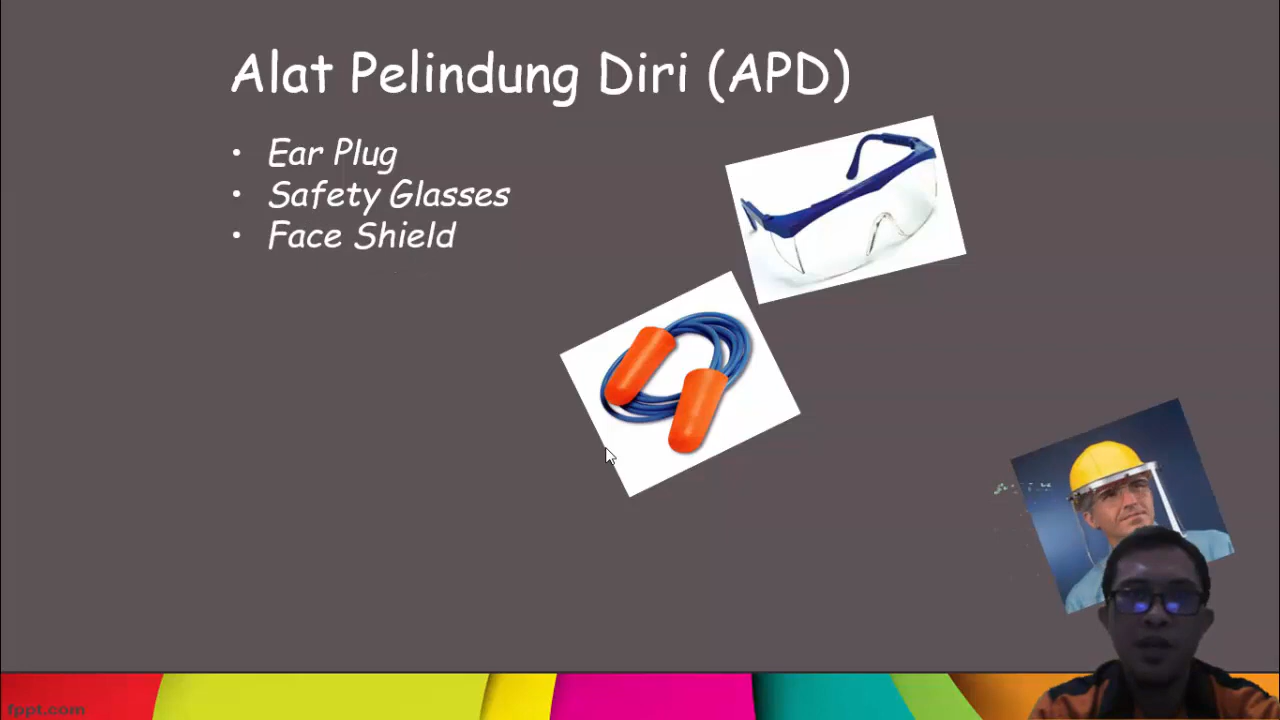 Alat Pelindung Diri (APD)
• Ear Plug
• Safety Glasses
• Face Shield
fppt.com